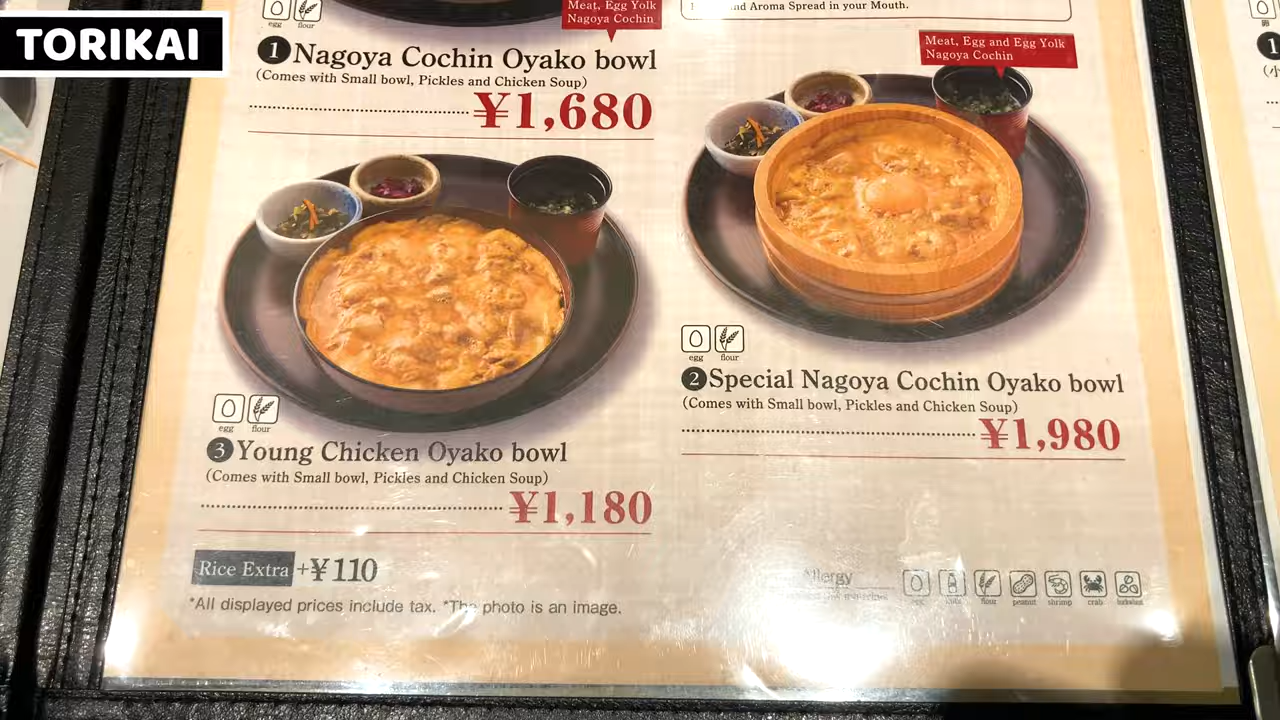 TORIKAI
egg flour
Meat, Egg Yolk
Nagoya Cochin
1 Nagoya Cochin Oyako bowl
(Comes with Small bowl, Pickles and Chicken Soup)
¥1,680
egg flour
3 Young Chicken Oyako bowl
(Comes with Small bowl, Pickles and Chicken Soup)
¥1,180
Rice Extra +¥110
*All displayed prices include tax. *The photo is an image.
and Aroma Spread in your Mouth.
Meat, Egg and Egg Yolk
Nagoya Cochin
egg flour
2 Special Nagoya Cochin Oyako bowl
(Comes with Small bowl, Pickles and Chicken Soup)
¥1,980
Allergy
egg flour peanut shrimp crab
1